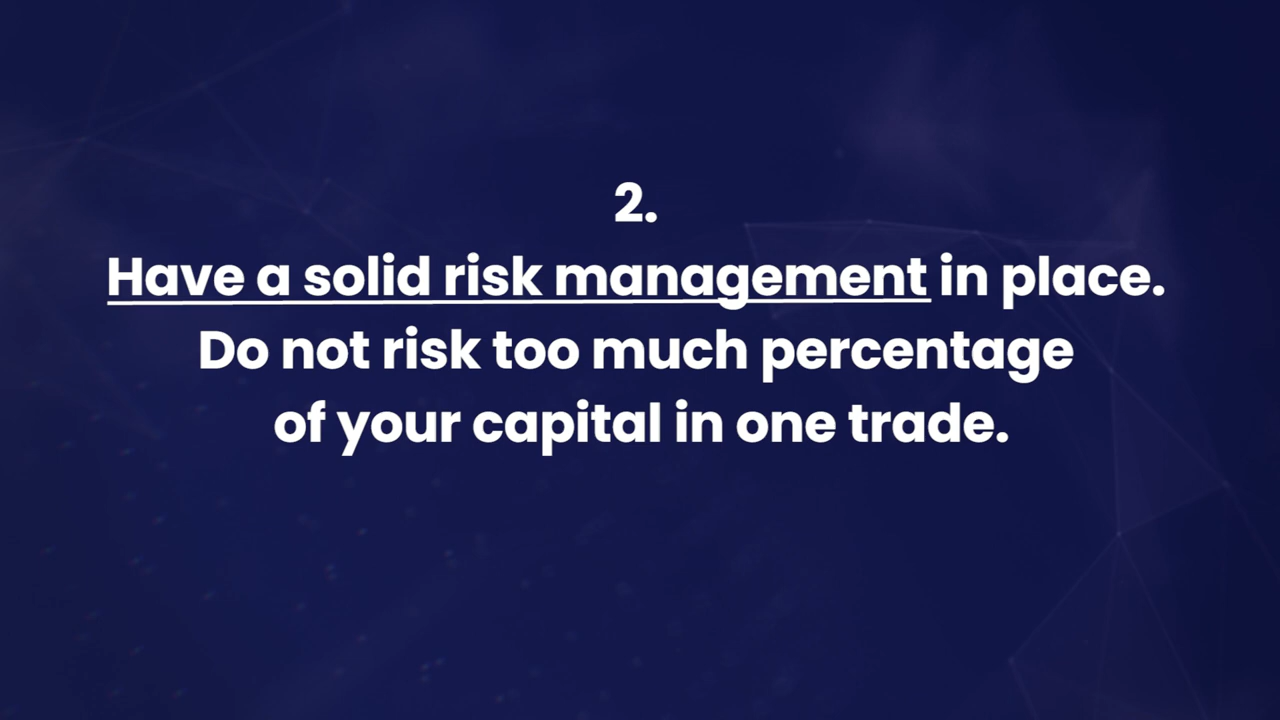 2.
Have a solid risk management in place.
Do not risk too much percentage
of your capital in one trade.